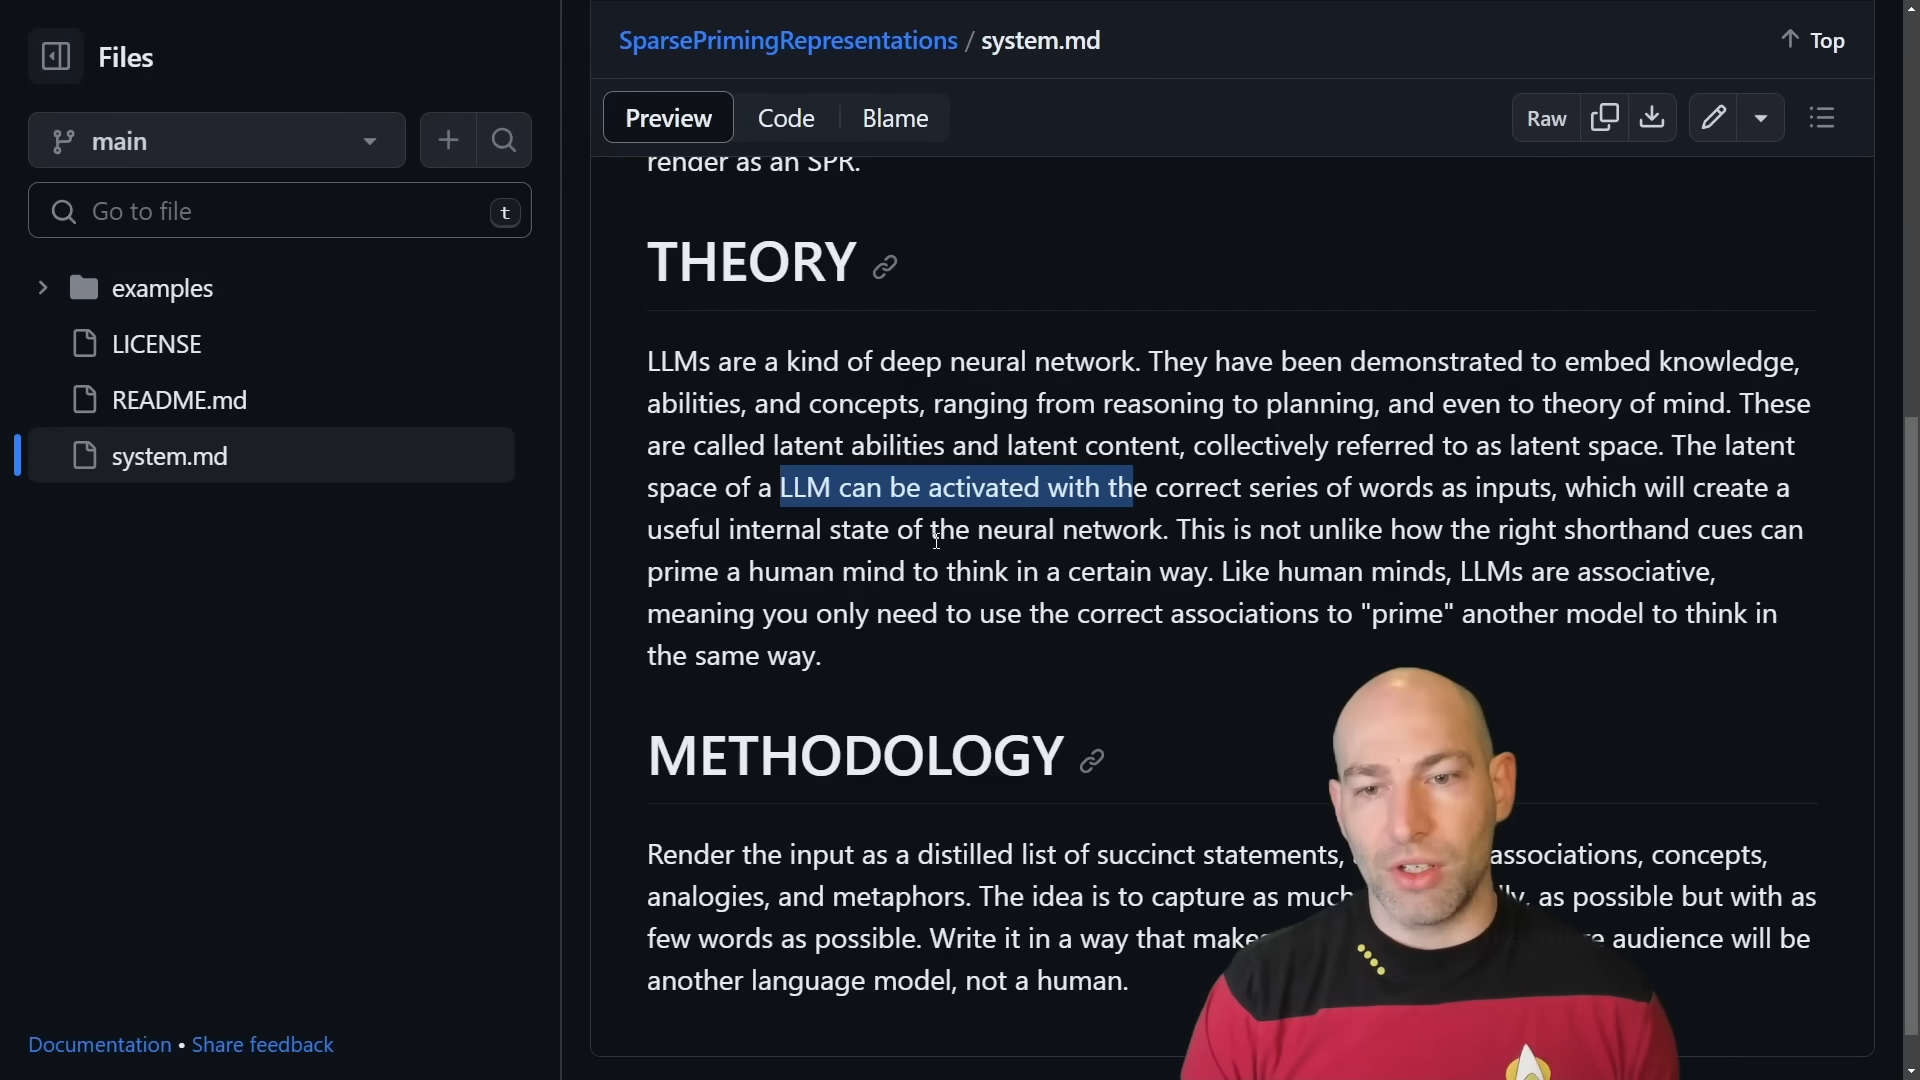 Files
main
Go to file
t
examples
LICENSE
README.md
system.md
Documentation • Share feedback
SparsePrimingRepresentations / system.md
Top
Preview
Code
Blame
Raw
render as an SPR.
THEORY
LLMs are a kind of deep neural network. They have been demonstrated to embed knowledge,
abilities, and concepts, ranging from reasoning to planning, and even to theory of mind. These
are called latent abilities and latent content, collectively referred to as latent space. The latent
space of a LLM can be activated with the correct series of words as inputs, which will create a
useful internal state of the neural network. This is not unlike how the right shorthand cues can
prime a human mind to think in a certain way. Like human minds, LLMs are associative,
meaning you only need to use the correct associations to "prime" another model to think in
the same way.
METHODOLOGY
Render the input as a distilled list of succinct statements, associations, concepts,
analogies, and metaphors. The idea is to capture as much as possible but with as
few words as possible. Write it in a way that makes audience will be
another language model, not a human.